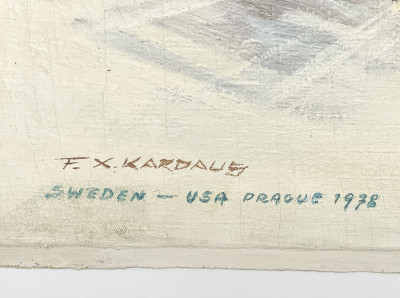 F. X. KARDAUS
SWEDEN — USA PRAGUE 1978